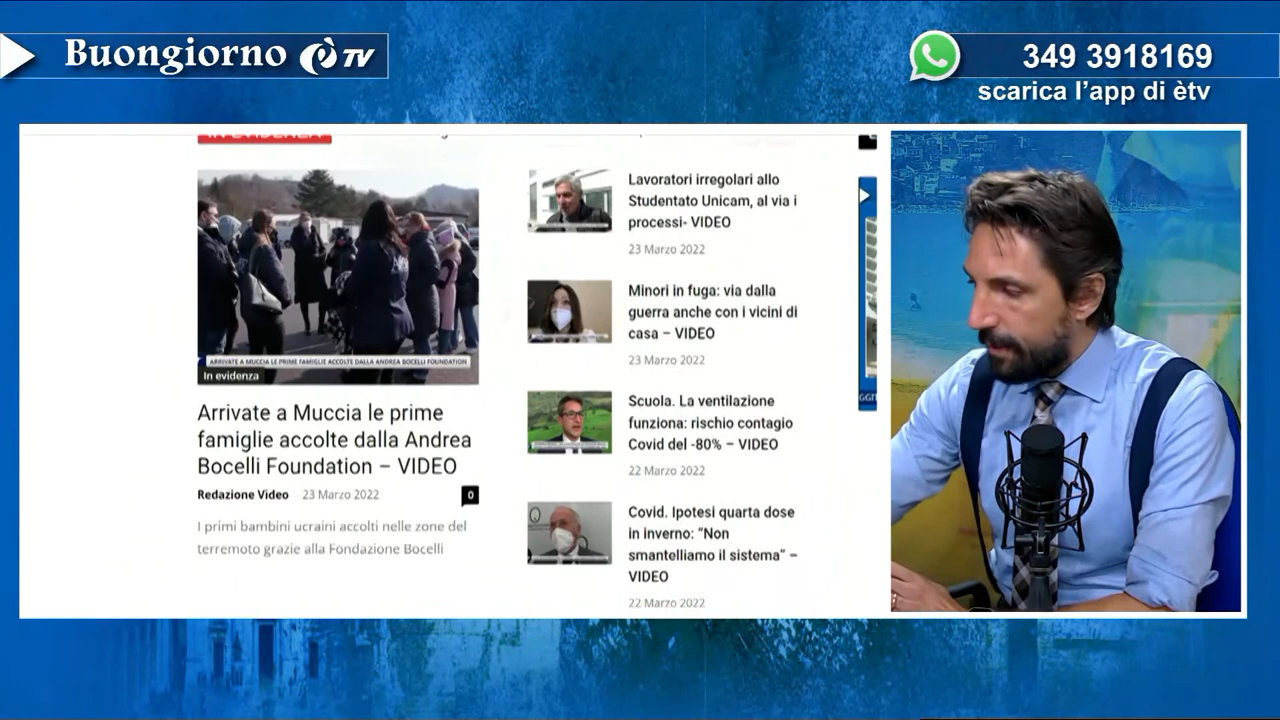 Buongiorno è TV
349 3918169
scarica l'app di ètv
IN EVIDENZA
ARRIVATE A MUCCIA LE PRIME FAMIGLIE ACCOLTE DALLA ANDREA BOCELLI FOUNDATION
In evidenza
Arrivate a Muccia le prime
famiglie accolte dalla Andrea
Bocelli Foundation – VIDEO
Redazione Video - 23 Marzo 2022
0
I primi bambini ucraini accolti nelle zone del
terremoto grazie alla Fondazione Bocelli
Lavoratori irregolari allo
Studentato Unicam, al via i
processi- VIDEO
23 Marzo 2022
Minori in fuga: via dalla
guerra anche con i vicini di
casa – VIDEO
23 Marzo 2022
Scuola. La ventilazione
funziona: rischio contagio
Covid del -80% – VIDEO
22 Marzo 2022
Covid. Ipotesi quarta dose
in inverno: “Non
smantelliamo il sistema” –
VIDEO
22 Marzo 2022